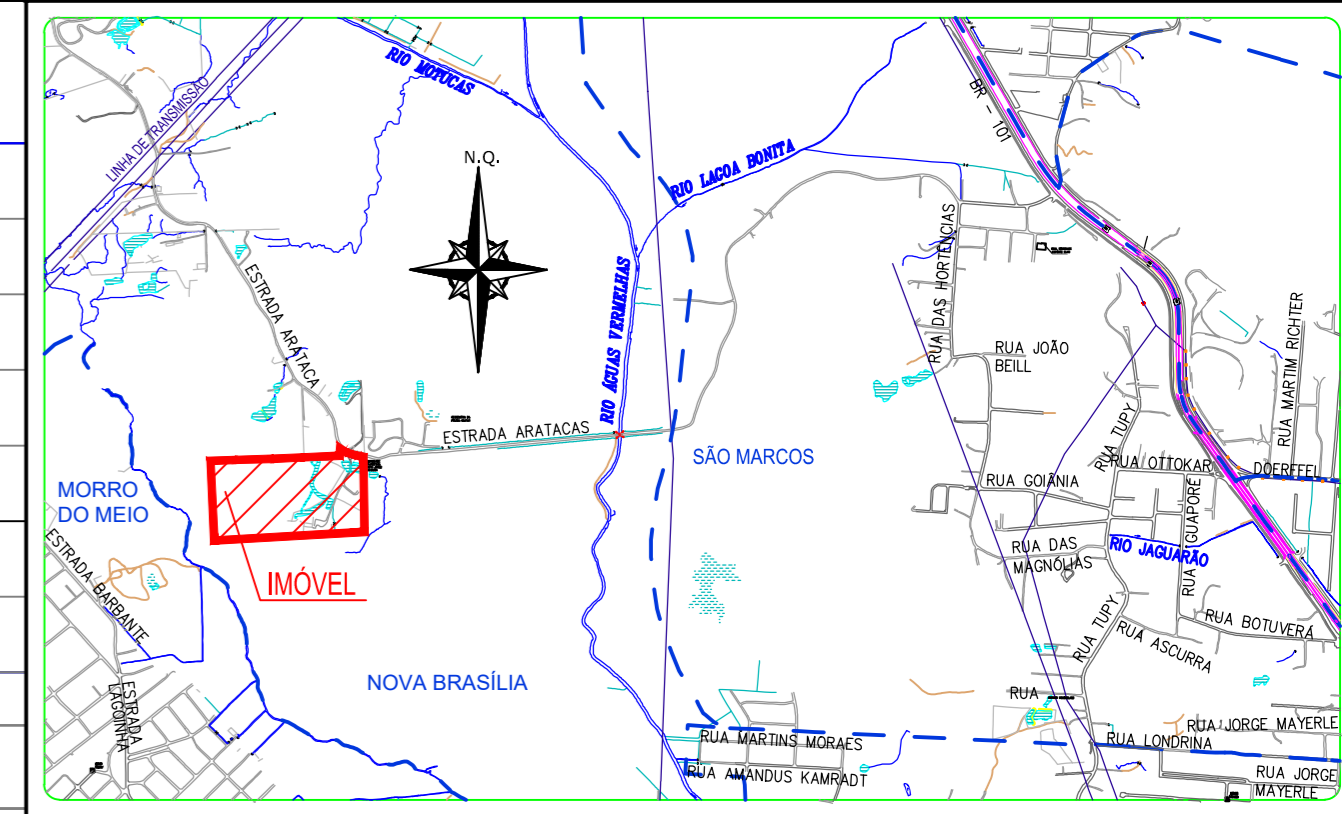 RIO MOTUCAS
LINHA DE TRANSMISSÃO
BR - 101
N.Q.
RIO LAGOA BONITA
RUA DAS HORTENCIAS
ESTRADA ARATACA
RIO ÁGUAS VERMELHAS
RUA MARTIM RICHTER
RUA JOÃO
BEILL
RUA TUPY
ESTRADA ARATACAS
SÃO MARCOS
RUA OTTOKAR
DOERFFEL
MORRO
DO MEIO
RUA GOIÂNIA
RUA IGUAPORÉ
ESTRADA BARBANTE
RUA DAS
MAGNÓLIAS
RIO JAGUARÃO
IMÓVEL
RUA TUPY
RUA BOTUVERÁ
RUA ASCURRA
NOVA BRASÍLIA
ESTRADA
LAGOINHA
RUA
RUA JORGE MAYERLE
RUA MARTINS MORAES
RUA LONDRINA
RUA AMANDUS KAMRADT
RUA JORGE
MAYERLE